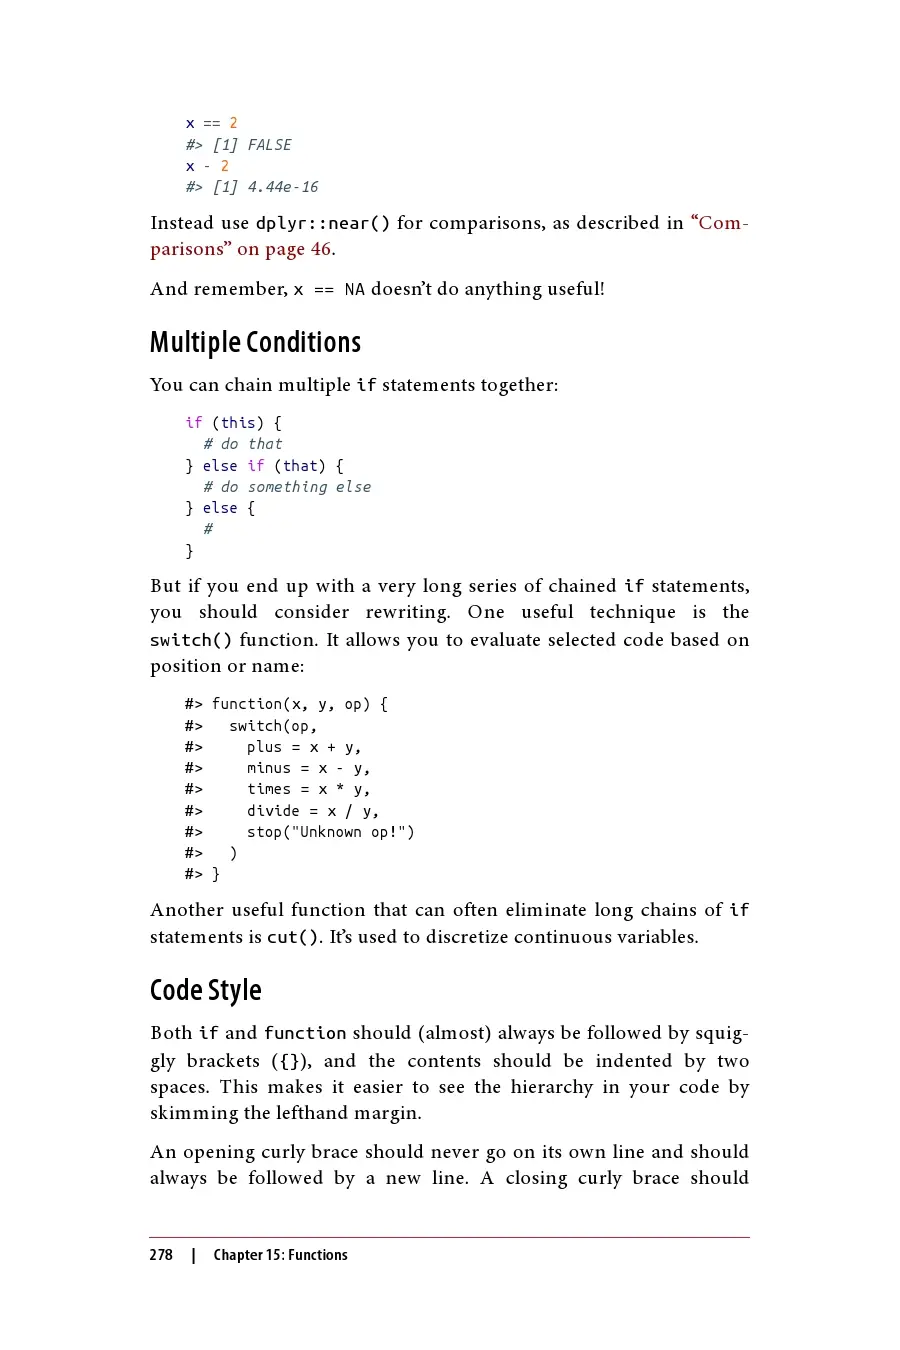 x == 2
#> [1] FALSE
x - 2
#> [1] 4.44e-16
Instead use dplyr::near() for comparisons, as described in “Com-
parisons” on page 46.
And remember, x == NA doesn’t do anything useful!
Multiple Conditions
You can chain multiple if statements together:
if (this) {
  # do that
} else if (that) {
  # do something else
} else {
  #
}
But if you end up with a very long series of chained if statements,
you should consider rewriting. One useful technique is the
switch() function. It allows you to evaluate selected code based on
position or name:
#> function(x, y, op) {
#>   switch(op,
#>     plus = x + y,
#>     minus = x - y,
#>     times = x * y,
#>     divide = x / y,
#>     stop("Unknown op!")
#>   )
#> }
Another useful function that can often eliminate long chains of if
statements is cut(). It’s used to discretize continuous variables.
Code Style
Both if and function should (almost) always be followed by squig-
gly brackets ({}), and the contents should be indented by two
spaces. This makes it easier to see the hierarchy in your code by
skimming the lefthand margin.
An opening curly brace should never go on its own line and should
always be followed by a new line. A closing curly brace should
278 | Chapter 15: Functions